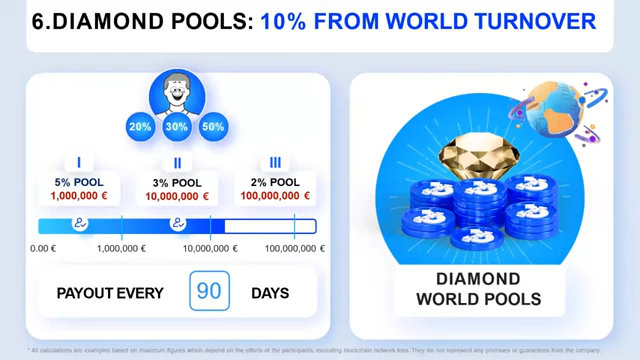 6.DIAMOND POOLS: 10% FROM WORLD TURNOVER
20% 30% 50%
I II III
5% POOL 3% POOL 2% POOL
1,000,000 € 10,000,000 € 100,000,000 €
0.00 € 1,000,000 € 10,000,000 € 100,000,000 €
PAYOUT EVERY 90 DAYS
DIAMOND
WORLD POOLS
* All calculations are examples based on maximum figures which depend on the efforts of the participants, excluding blockchain network fees. They do not represent any promises or guarantees from the company.